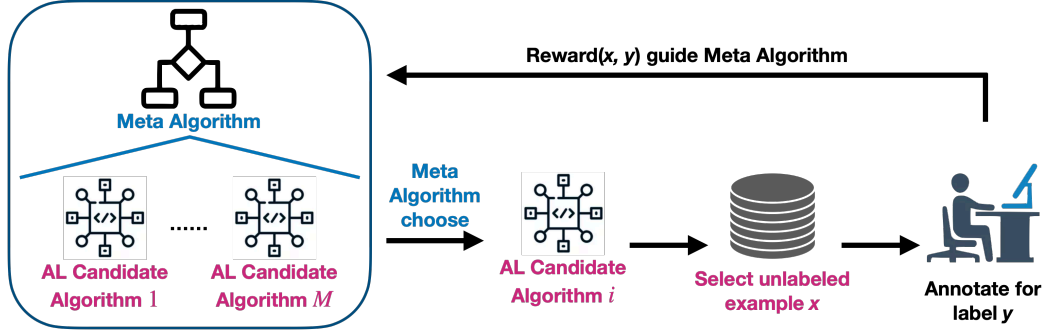 Reward(x, y) guide Meta Algorithm
Meta Algorithm
</>
......
</>
AL Candidate
Algorithm 1
AL Candidate
Algorithm M
Meta
Algorithm
choose
</>
AL Candidate
Algorithm i
Select unlabeled
example x
Annotate for
label y